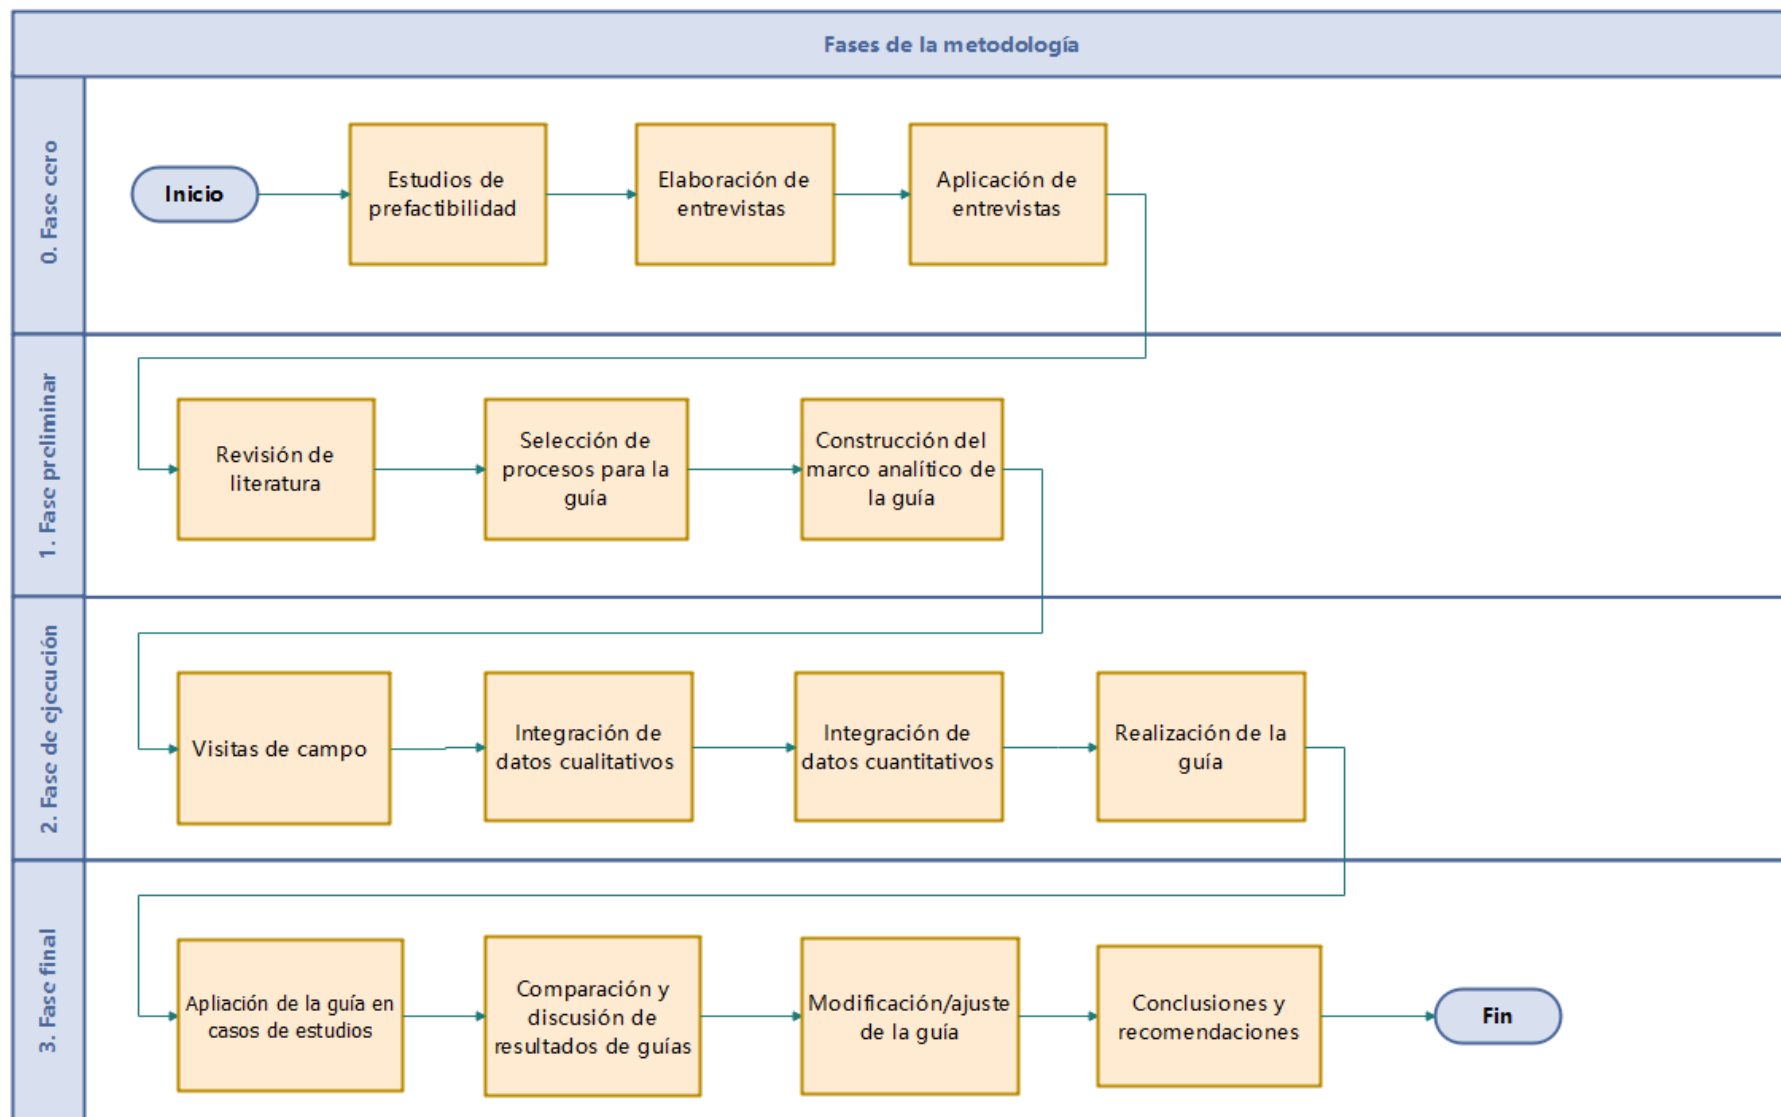 Fases de la metodología
0. Fase cero
Inicio
Estudios de
prefactibilidad
Elaboración de
entrevistas
Aplicación de
entrevistas
1. Fase preliminar
Revisión de
literatura
Selección de
procesos para la
guía
Construcción del
marco analítico de
la guía
2. Fase de ejecución
Visitas de campo
Integración de
datos cualitativos
Integración de
datos cuantitativos
Realización de la
guía
3. Fase final
Apliación de la guía en
casos de estudios
Comparación y
discusión de
resultados de guías
Modificación/ajuste
de la guía
Conclusiones y
recomendaciones
Fin